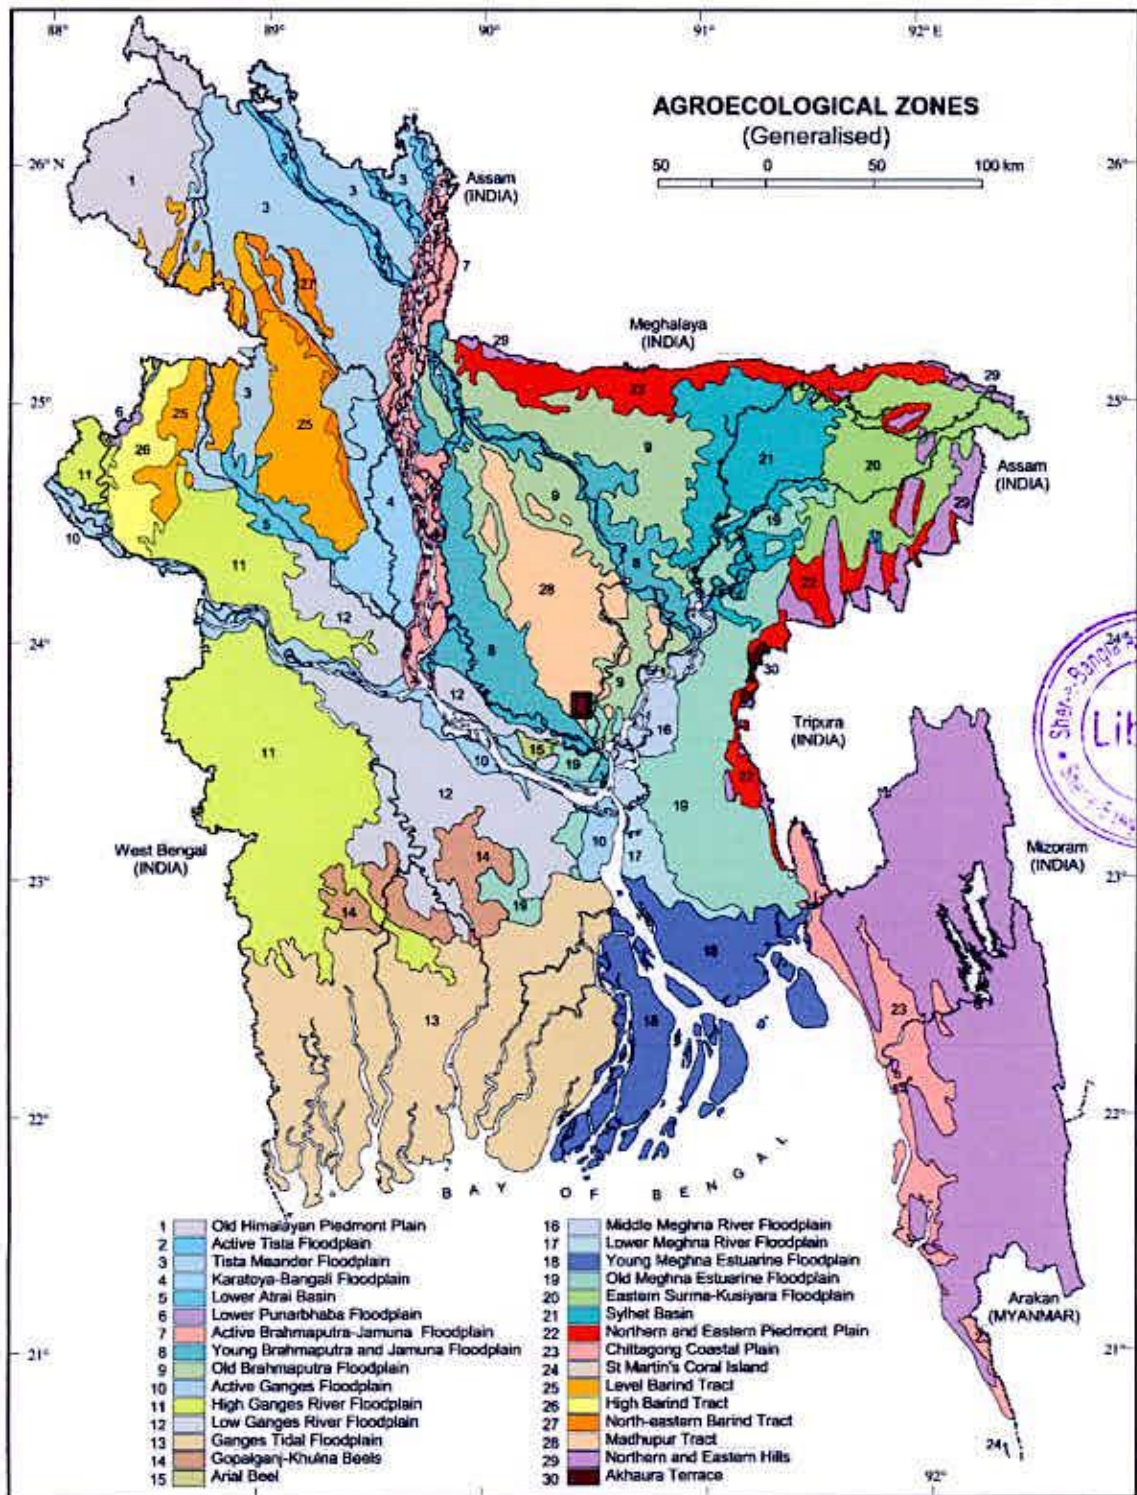 88° 89° 90° 91° 92° E
AGROECOLOGICAL ZONES
(Generalised)
50 0 50 100 km
26° N
26°
25°
25°
24°
24°
23°
23°
22°
22°
21°
21°
92°
Assam
(INDIA)
Meghalaya
(INDIA)
Assam
(INDIA)
Tripura
(INDIA)
Mizoram
(INDIA)
West Bengal
(INDIA)
Arakan
(MYANMAR)
BAY OF BENGAL
1 Old Himalayan Piedmont Plain
2 Active Tista Floodplain
3 Tista Meander Floodplain
4 Karatoya-Bangali Floodplain
5 Lower Atrai Basin
6 Lower Punarbhaba Floodplain
7 Active Brahmaputra-Jamuna Floodplain
8 Young Brahmaputra and Jamuna Floodplain
9 Old Brahmaputra Floodplain
10 Active Ganges Floodplain
11 High Ganges River Floodplain
12 Low Ganges River Floodplain
13 Ganges Tidal Floodplain
14 Gopalganj-Khulna Beels
15 Arial Beel
16 Middle Meghna River Floodplain
17 Lower Meghna River Floodplain
18 Young Meghna Estuarine Floodplain
19 Old Meghna Estuarine Floodplain
20 Eastern Surma-Kusiyara Floodplain
21 Sylhet Basin
22 Northern and Eastern Piedmont Plain
23 Chittagong Coastal Plain
24 St Martin's Coral Island
25 Level Barind Tract
26 High Barind Tract
27 North-eastern Barind Tract
28 Madhupur Tract
29 Northern and Eastern Hills
30 Akhaura Terrace